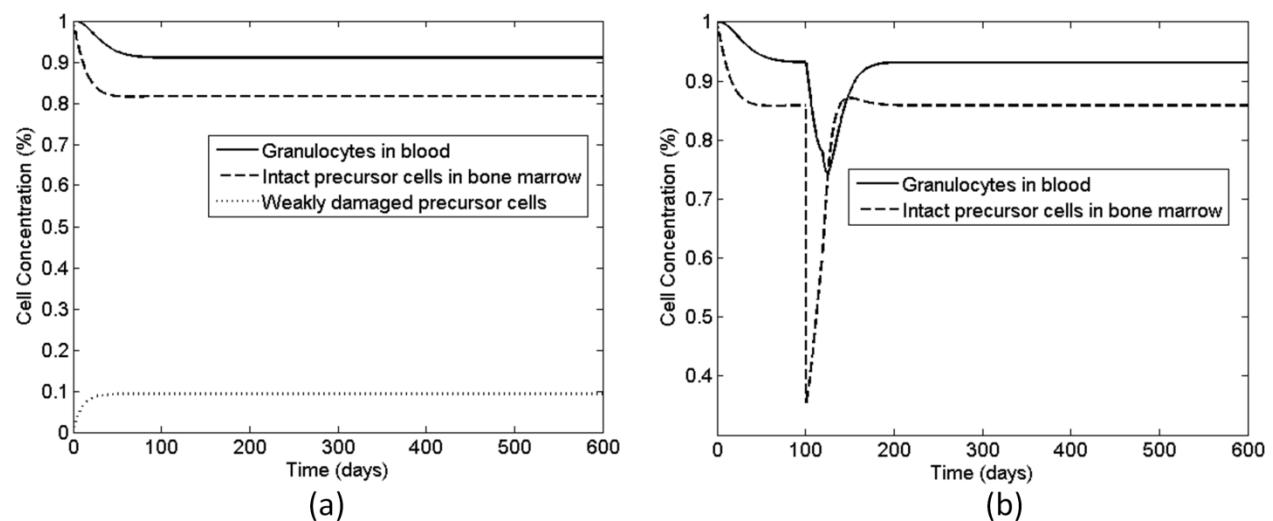 1
0.9
0.8
0.7
0.6
0.5
0.4
0.3
0.2
0.1
0
Cell Concentration (%)
Granulocytes in blood
Intact precursor cells in bone marrow
Weakly damaged precursor cells
0 100 200 300 400 500 600
Time (days)
(a)
1
0.9
0.8
0.7
0.6
0.5
0.4
Cell Concentration (%)
Granulocytes in blood
Intact precursor cells in bone marrow
0 100 200 300 400 500 600
Time (days)
(b)